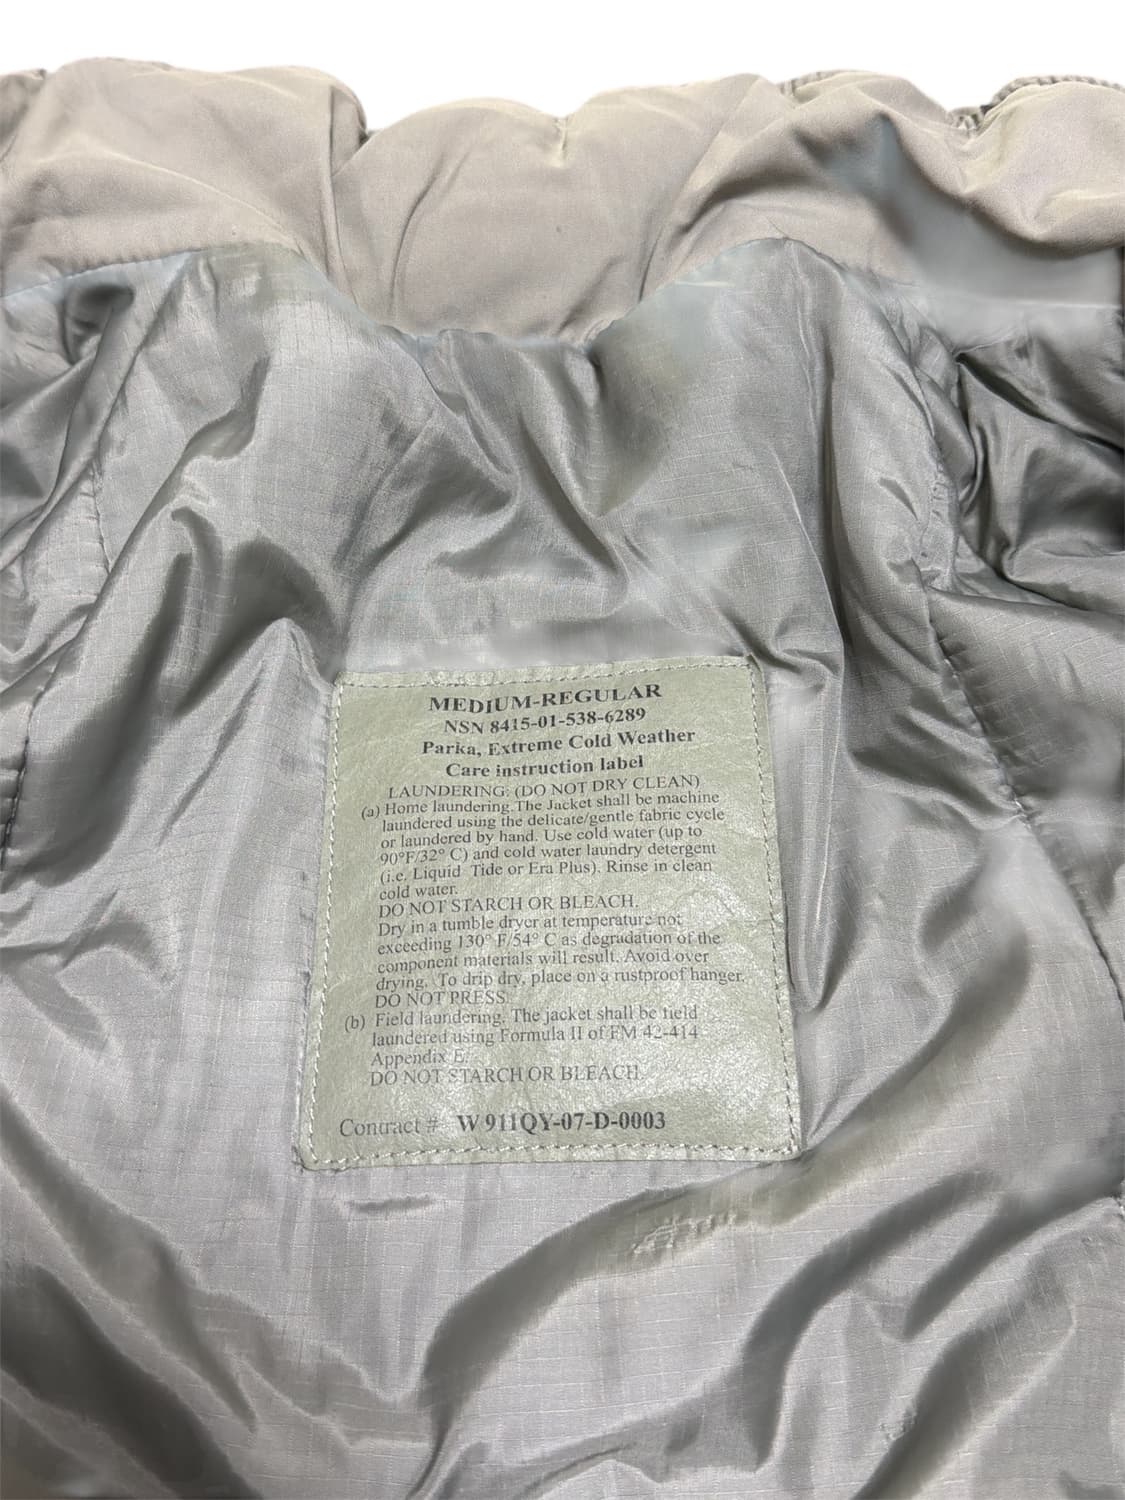 MEDIUM-REGULAR
NSN 8415-01-538-6289
Parka, Extreme Cold Weather
Care instruction label
LAUNDERING: (DO NOT DRY CLEAN)
(a) Home laundering. The Jacket shall be machine
laundered using the delicate/gentle fabric cycle
or laundered by hand. Use cold water (up to
90°F/32° C) and cold water laundry detergent
(i.e. Liquid Tide or Era Plus). Rinse in clean
cold water.
DO NOT STARCH OR BLEACH.
Dry in a tumble dryer at temperature not
exceeding 130° F/54° C as degradation of the
component materials will result. Avoid over
drying. To drip dry, place on a rustproof hanger.
DO NOT PRESS.
(b) Field laundering. The jacket shall be field
laundered using Formula II of FM 42-414
Appendix E.
DO NOT STARCH OR BLEACH.
Contract # W911QY-07-D-0003